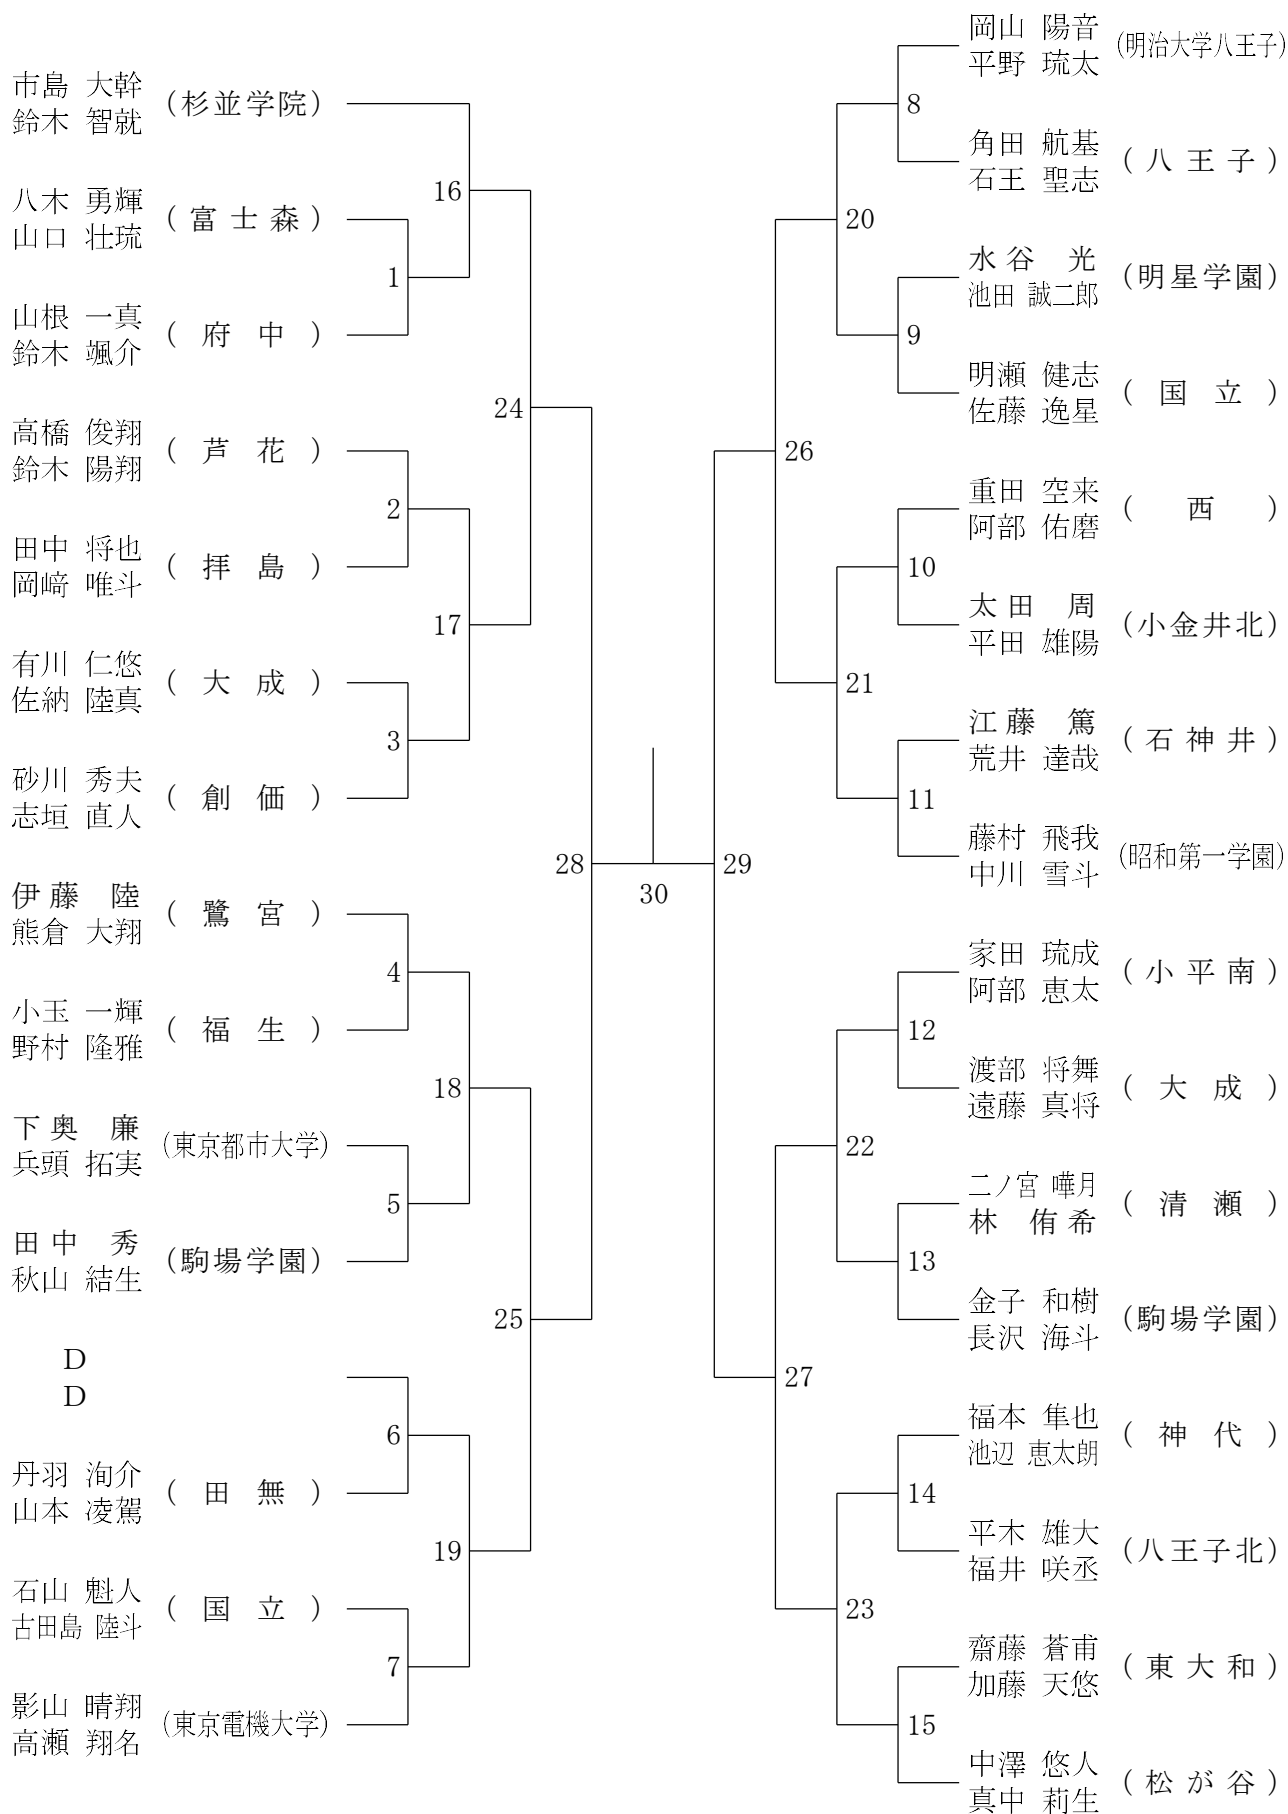 市島 大幹
鈴木 智就
(杉並学院)
八木 勇輝
山口 壮琉
(富士森)
山根 一真
鈴木 颯介
(府中)
高橋 俊翔
鈴木 陽翔
(芦花)
田中 将也
岡﨑 唯斗
(拝島)
有川 仁悠
佐納 陸真
(大成)
砂川 秀夫
志垣 直人
(創価)
伊藤 陸
熊倉 大翔
(鷺宮)
小玉 一輝
野村 隆雅
(福生)
下奥 廉
兵頭 拓実
(東京都市大学)
田中 秀
秋山 結生
(駒場学園)
D
D
丹羽 洵介
山本 凌駕
(田無)
石山 魁人
古田島 陸斗
(国立)
影山 晴翔
高瀬 翔名
(東京電機大学)
1
2
3
4
5
6
7
16
17
18
19
24
25
28
30
29
26
27
20
21
22
23
8
9
10
11
12
13
14
15
岡山 陽音
平野 琉太
(明治大学八王子)
角田 航基
石王 聖志
(八王子)
水谷 光
池田 誠二郎
(明星学園)
明瀬 健志
佐藤 逸星
(国立)
重田 空来
阿部 佑磨
(西)
太田 周
平田 雄陽
(小金井北)
江藤 篤
荒井 達哉
(石神井)
藤村 飛我
中川 雪斗
(昭和第一学園)
家田 琉成
阿部 恵太
(小平南)
渡部 将舞
遠藤 真将
(大成)
二ノ宮 曄月
林 侑希
(清瀬)
金子 和樹
長沢 海斗
(駒場学園)
福本 隼也
池辺 恵太朗
(神代)
平木 雄大
福井 咲丞
(八王子北)
齋藤 蒼甫
加藤 天悠
(東大和)
中澤 悠人
真中 莉生
(松が谷)